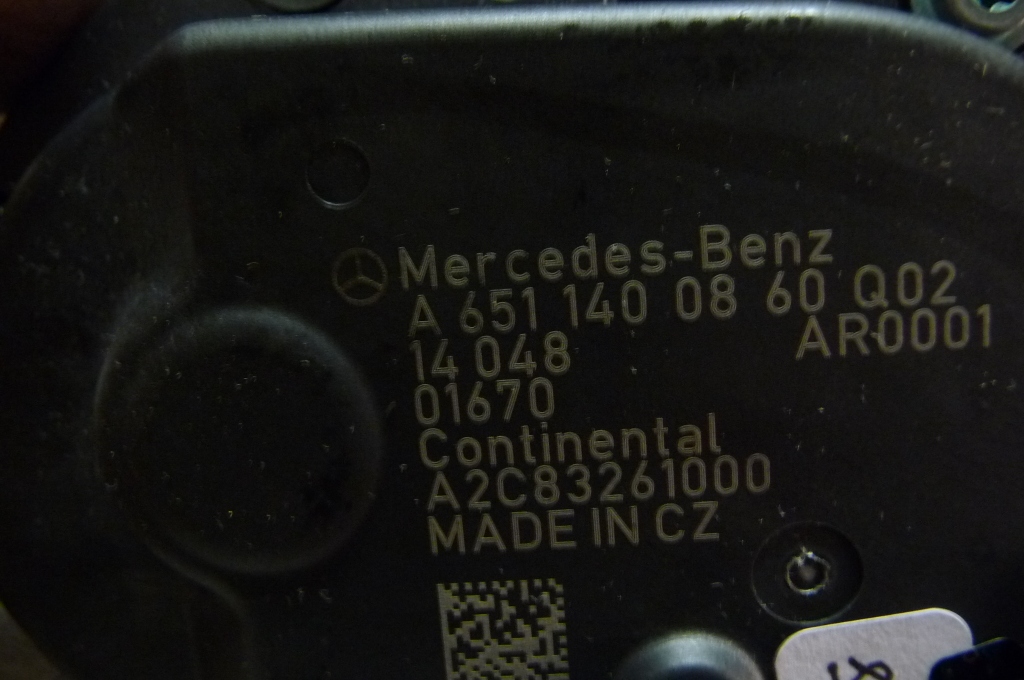 Mercedes-Benz
A 651 140 08 60 Q02
14 048 AR0001
01670
Continental
A2C83261000
MADE IN CZ